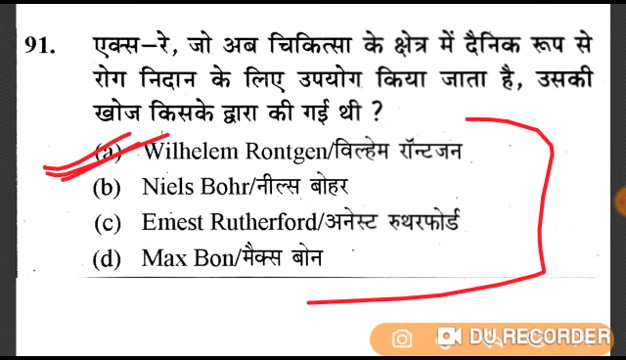 91. एक्स-रे, जो अब चिकित्सा के क्षेत्र में दैनिक रूप से
रोग निदान के लिए उपयोग किया जाता है, उसकी
खोज किसके द्वारा की गई थी ?
(a) Wilhelem Rontgen/विल्हेम रॉन्टजन
(b) Niels Bohr/नील्स बोहर
(c) Emest Rutherford/अनेस्ट रुथरफोर्ड
(d) Max Bon/मैक्स बोन
DU RECORDER